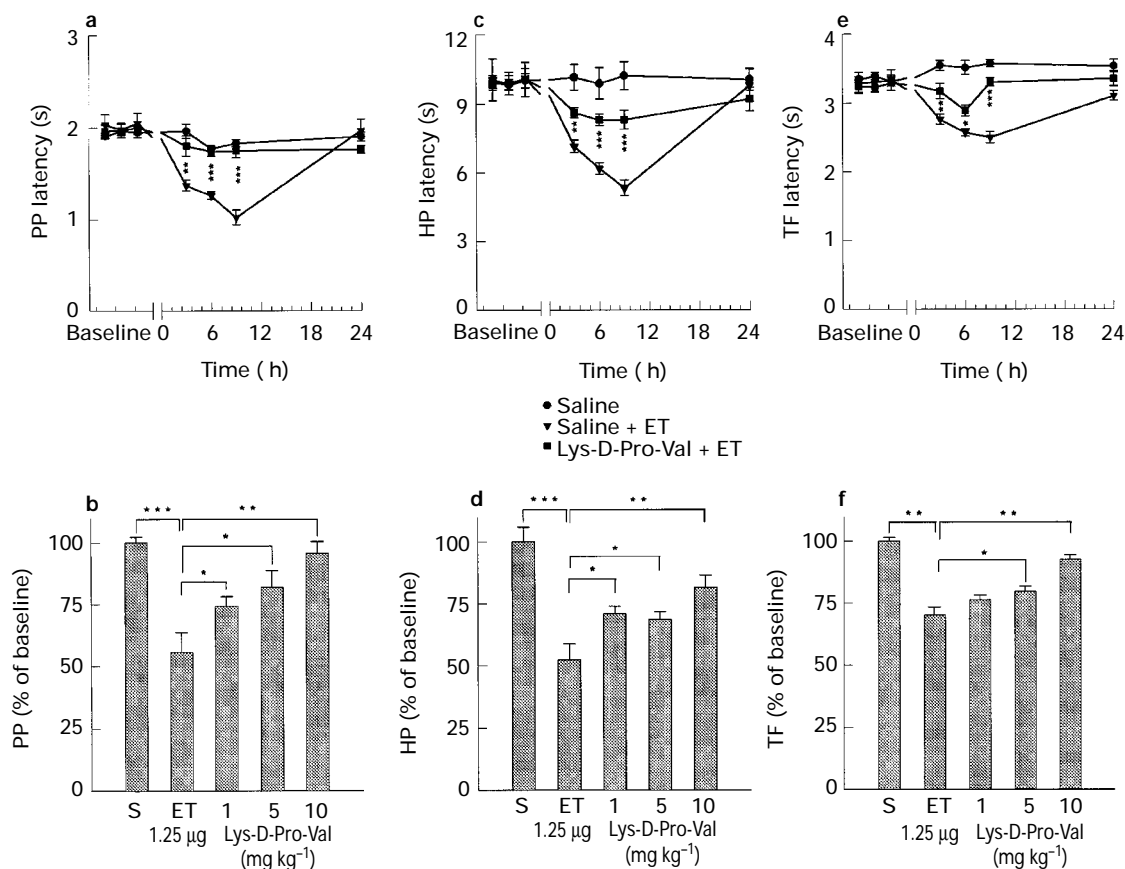 a
3
2
1
0
PP latency (s)
Baseline 0 6 12 18 24
Time ( h)
c
12
9
6
3
0
HP latency (s)
Baseline 0 6 12 18 24
Time ( h)
e
4
3
2
1
0
TF latency (s)
Baseline 0 6 12 18 24
Time ( h)
** *** ***
** *** ***
*** * ***
Saline
Saline + ET
Lys-D-Pro-Val + ET
b
*** **
*
*
100
75
50
25
0
PP (% of baseline)
S ET 1 5 10
1.25 µg Lys-D-Pro-Val
(mg kg⁻¹)
d
*** **
*
*
100
75
50
25
0
HP (% of baseline)
S ET 1 5 10
1.25 µg Lys-D-Pro-Val
(mg kg⁻¹)
f
** **
*
100
75
50
25
0
TF (% of baseline)
S ET 1 5 10
1.25 µg Lys-D-Pro-Val
(mg kg⁻¹)